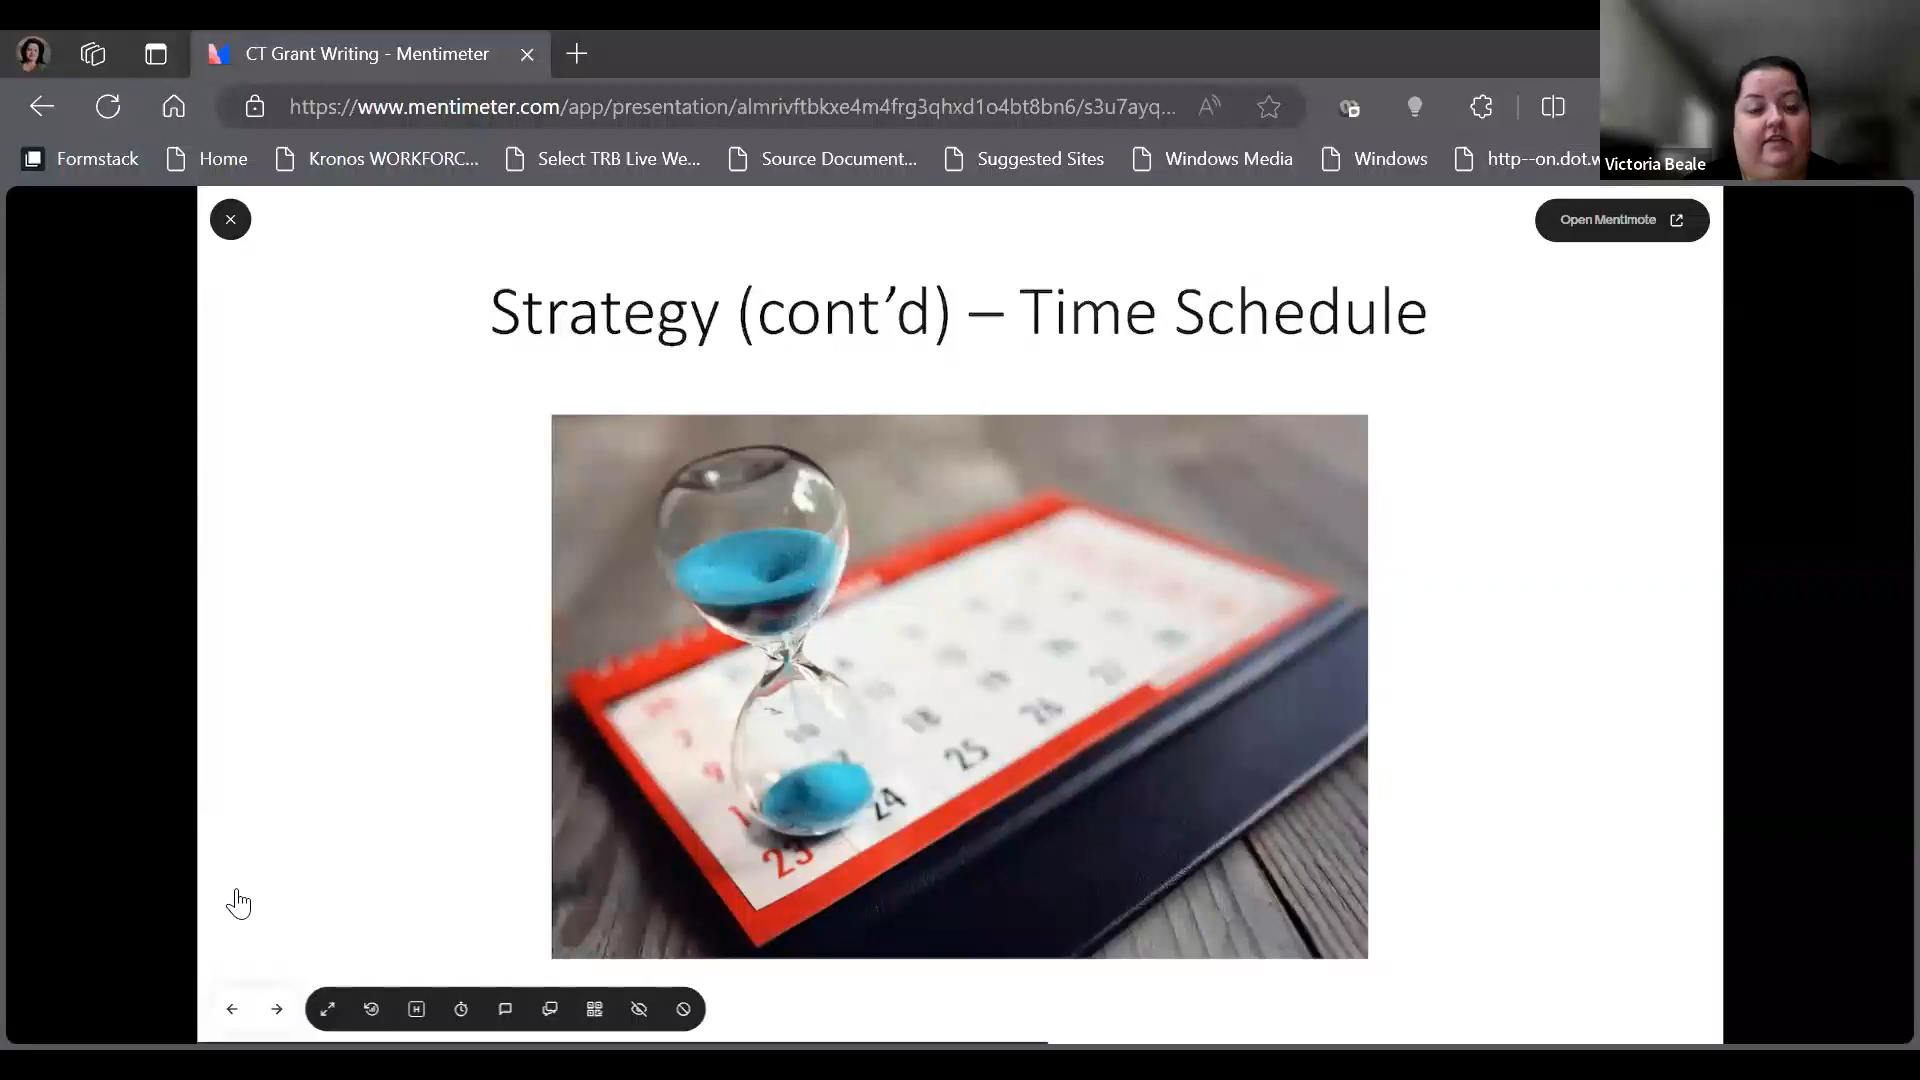 CT Grant Writing - Mentimeter
https://www.mentimeter.com/app/presentation/almrivftbkxe4m4frg3qhxd1o4bt8bn6/s3u7ayq...
Formstack
Home
Kronos WORKFORC...
Select TRB Live We...
Source Document...
Suggested Sites
Windows Media
Windows
http--on.dot.w
Victoria Beale
Open Mentimote
Strategy (cont’d) – Time Schedule
18
26
25
24
23